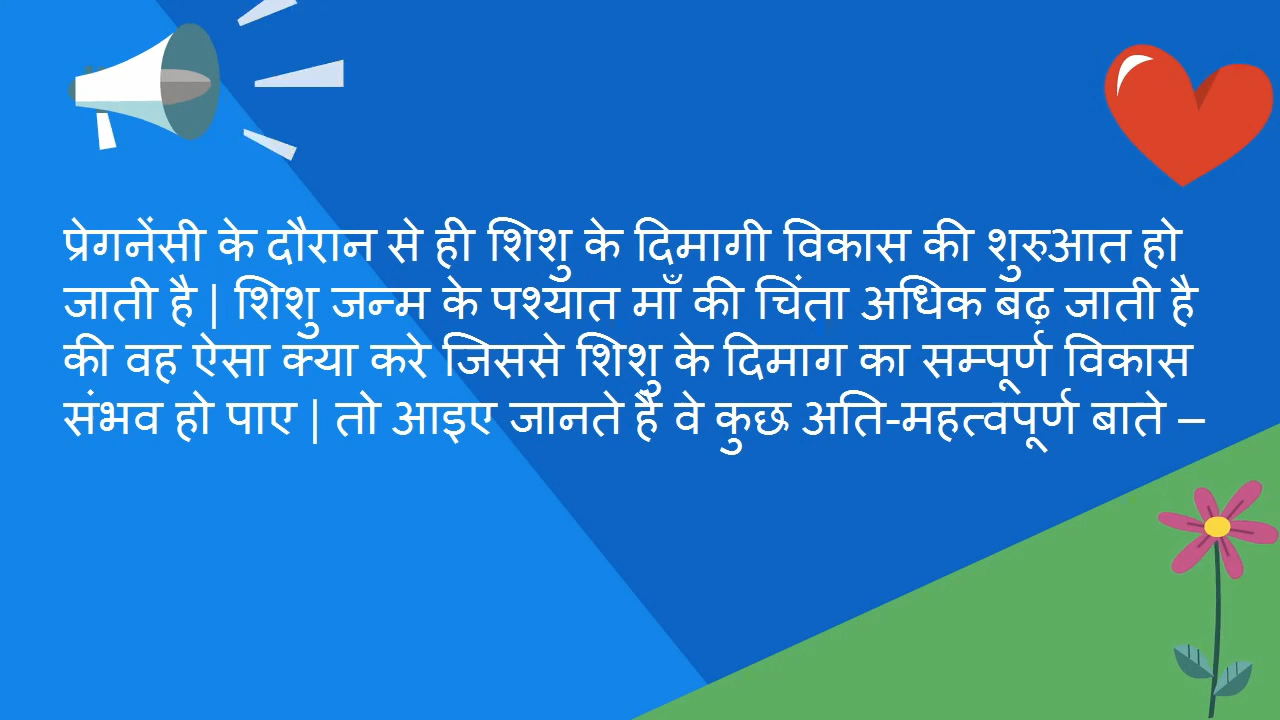 प्रेगनेंसी के दौरान से ही शिशु के दिमागी विकास की शुरुआत हो
जाती है | शिशु जन्म के पश्यात माँ की चिंता अधिक बढ़ जाती है
की वह ऐसा क्या करे जिससे शिशु के दिमाग का सम्पूर्ण विकास
संभव हो पाए | तो आइए जानते है वे कुछ अति-महत्वपूर्ण बाते –